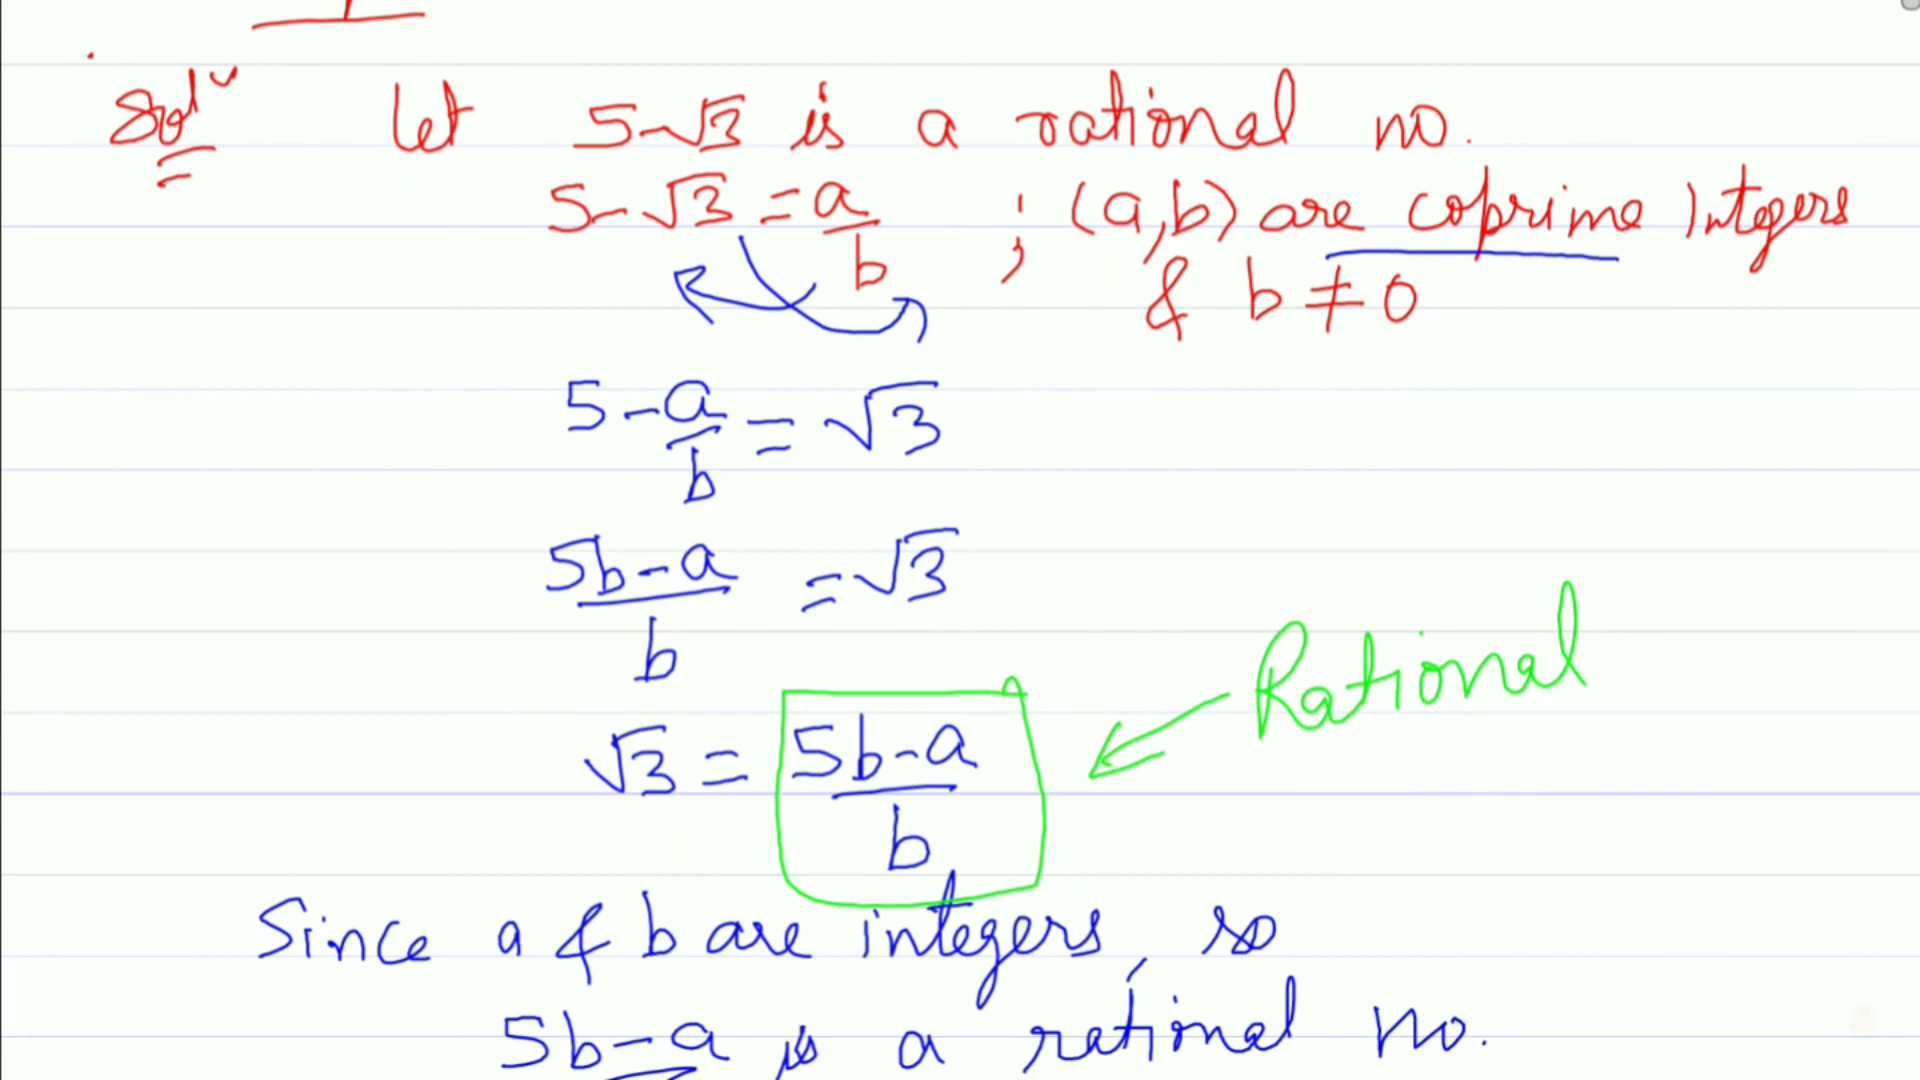 Solⁿ Let 5-√3 is a rational no.
5-√3 = a/b ; (a,b) are coprime Integers
& b ≠ 0
5 - a/b = √3
5b-a/b = √3
Rational
√3 = 5b-a/b
Since a & b are integers, so
5b-a is a rational no.